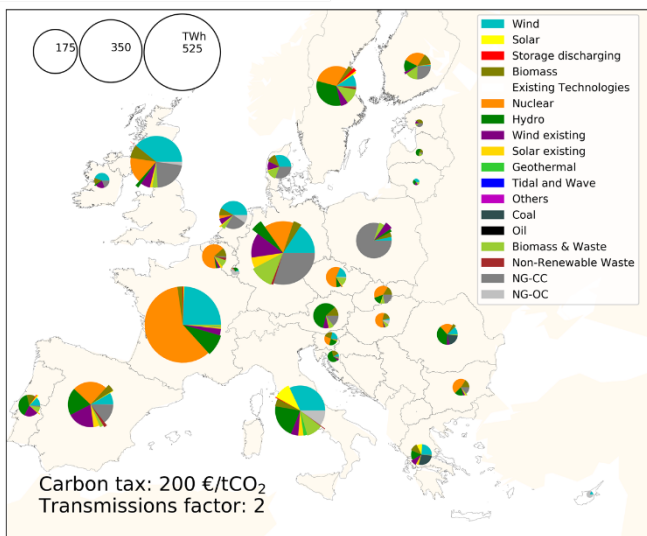 TWh
175
350
525
Wind
Solar
Storage discharging
Biomass
Existing Technologies
Nuclear
Hydro
Wind existing
Solar existing
Geothermal
Tidal and Wave
Others
Coal
Oil
Biomass & Waste
Non-Renewable Waste
NG-CC
NG-OC
Carbon tax: 200 €/tCO₂
Transmissions factor: 2